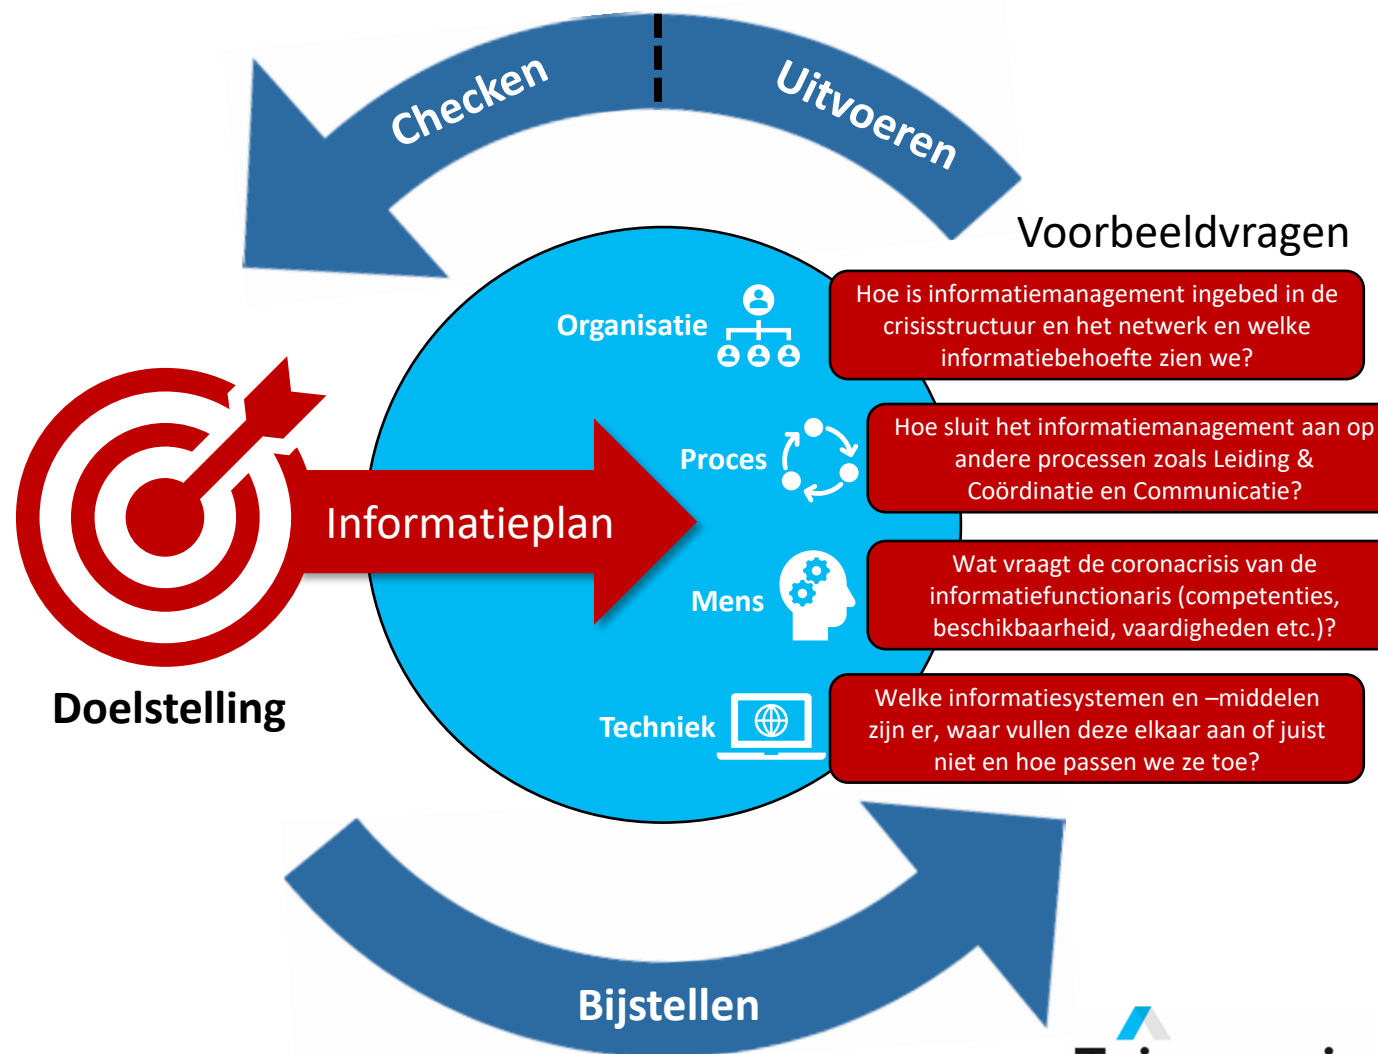 Checken
Uitvoeren
Voorbeeldvragen
Organisatie
Hoe is informatiemanagement ingebed in de
crisisstructuur en het netwerk en welke
informatiebehoefte zien we?
Proces
Hoe sluit het informatiemanagement aan op
andere processen zoals Leiding &
Coördinatie en Communicatie?
Informatieplan
Mens
Wat vraagt de coronacrisis van de
informatiefunctionaris (competenties,
beschikbaarheid, vaardigheden etc.)?
Doelstelling
Techniek
Welke informatiesystemen en –middelen
zijn er, waar vullen deze elkaar aan of juist
niet en hoe passen we ze toe?
Bijstellen